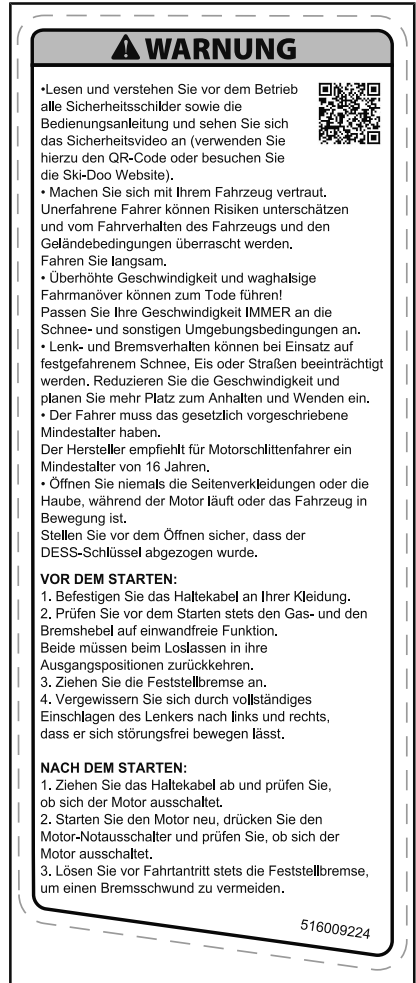 WARNUNG
•Lesen und verstehen Sie vor dem Betrieb
alle Sicherheitsschilder sowie die
Bedienungsanleitung und sehen Sie sich
das Sicherheitsvideo an (verwenden Sie
hierzu den QR-Code oder besuchen Sie
die Ski-Doo Website).
• Machen Sie sich mit Ihrem Fahrzeug vertraut.
Unerfahrene Fahrer können Risiken unterschätzen
und vom Fahrverhalten des Fahrzeugs und den
Geländebedingungen überrascht werden.
Fahren Sie langsam.
• Überhöhte Geschwindigkeit und waghalsige
Fahrmanöver können zum Tode führen!
Passen Sie Ihre Geschwindigkeit IMMER an die
Schnee- und sonstigen Umgebungsbedingungen an.
• Lenk- und Bremsverhalten können bei Einsatz auf
festgefahrenem Schnee, Eis oder Straßen beeinträchtigt
werden. Reduzieren Sie die Geschwindigkeit und
planen Sie mehr Platz zum Anhalten und Wenden ein.
• Der Fahrer muss das gesetzlich vorgeschriebene
Mindestalter haben.
Der Hersteller empfiehlt für Motorschlittenfahrer ein
Mindestalter von 16 Jahren.
• Öffnen Sie niemals die Seitenverkleidungen oder die
Haube, während der Motor läuft oder das Fahrzeug in
Bewegung ist.
Stellen Sie vor dem Öffnen sicher, dass der
DESS-Schlüssel abgezogen wurde.
VOR DEM STARTEN:
1. Befestigen Sie das Haltekabel an Ihrer Kleidung.
2. Prüfen Sie vor dem Starten stets den Gas- und den
Bremshebel auf einwandfreie Funktion.
Beide müssen beim Loslassen in ihre
Ausgangspositionen zurückkehren.
3. Ziehen Sie die Feststellbremse an.
4. Vergewissern Sie sich durch vollständiges
Einschlagen des Lenkers nach links und rechts,
dass er sich störungsfrei bewegen lässt.
NACH DEM STARTEN:
1. Ziehen Sie das Haltekabel ab und prüfen Sie,
ob sich der Motor ausschaltet.
2. Starten Sie den Motor neu, drücken Sie den
Motor-Notausschalter und prüfen Sie, ob sich der
Motor ausschaltet.
3. Lösen Sie vor Fahrtantritt stets die Feststellbremse,
um einen Bremsschwund zu vermeiden.
516009224